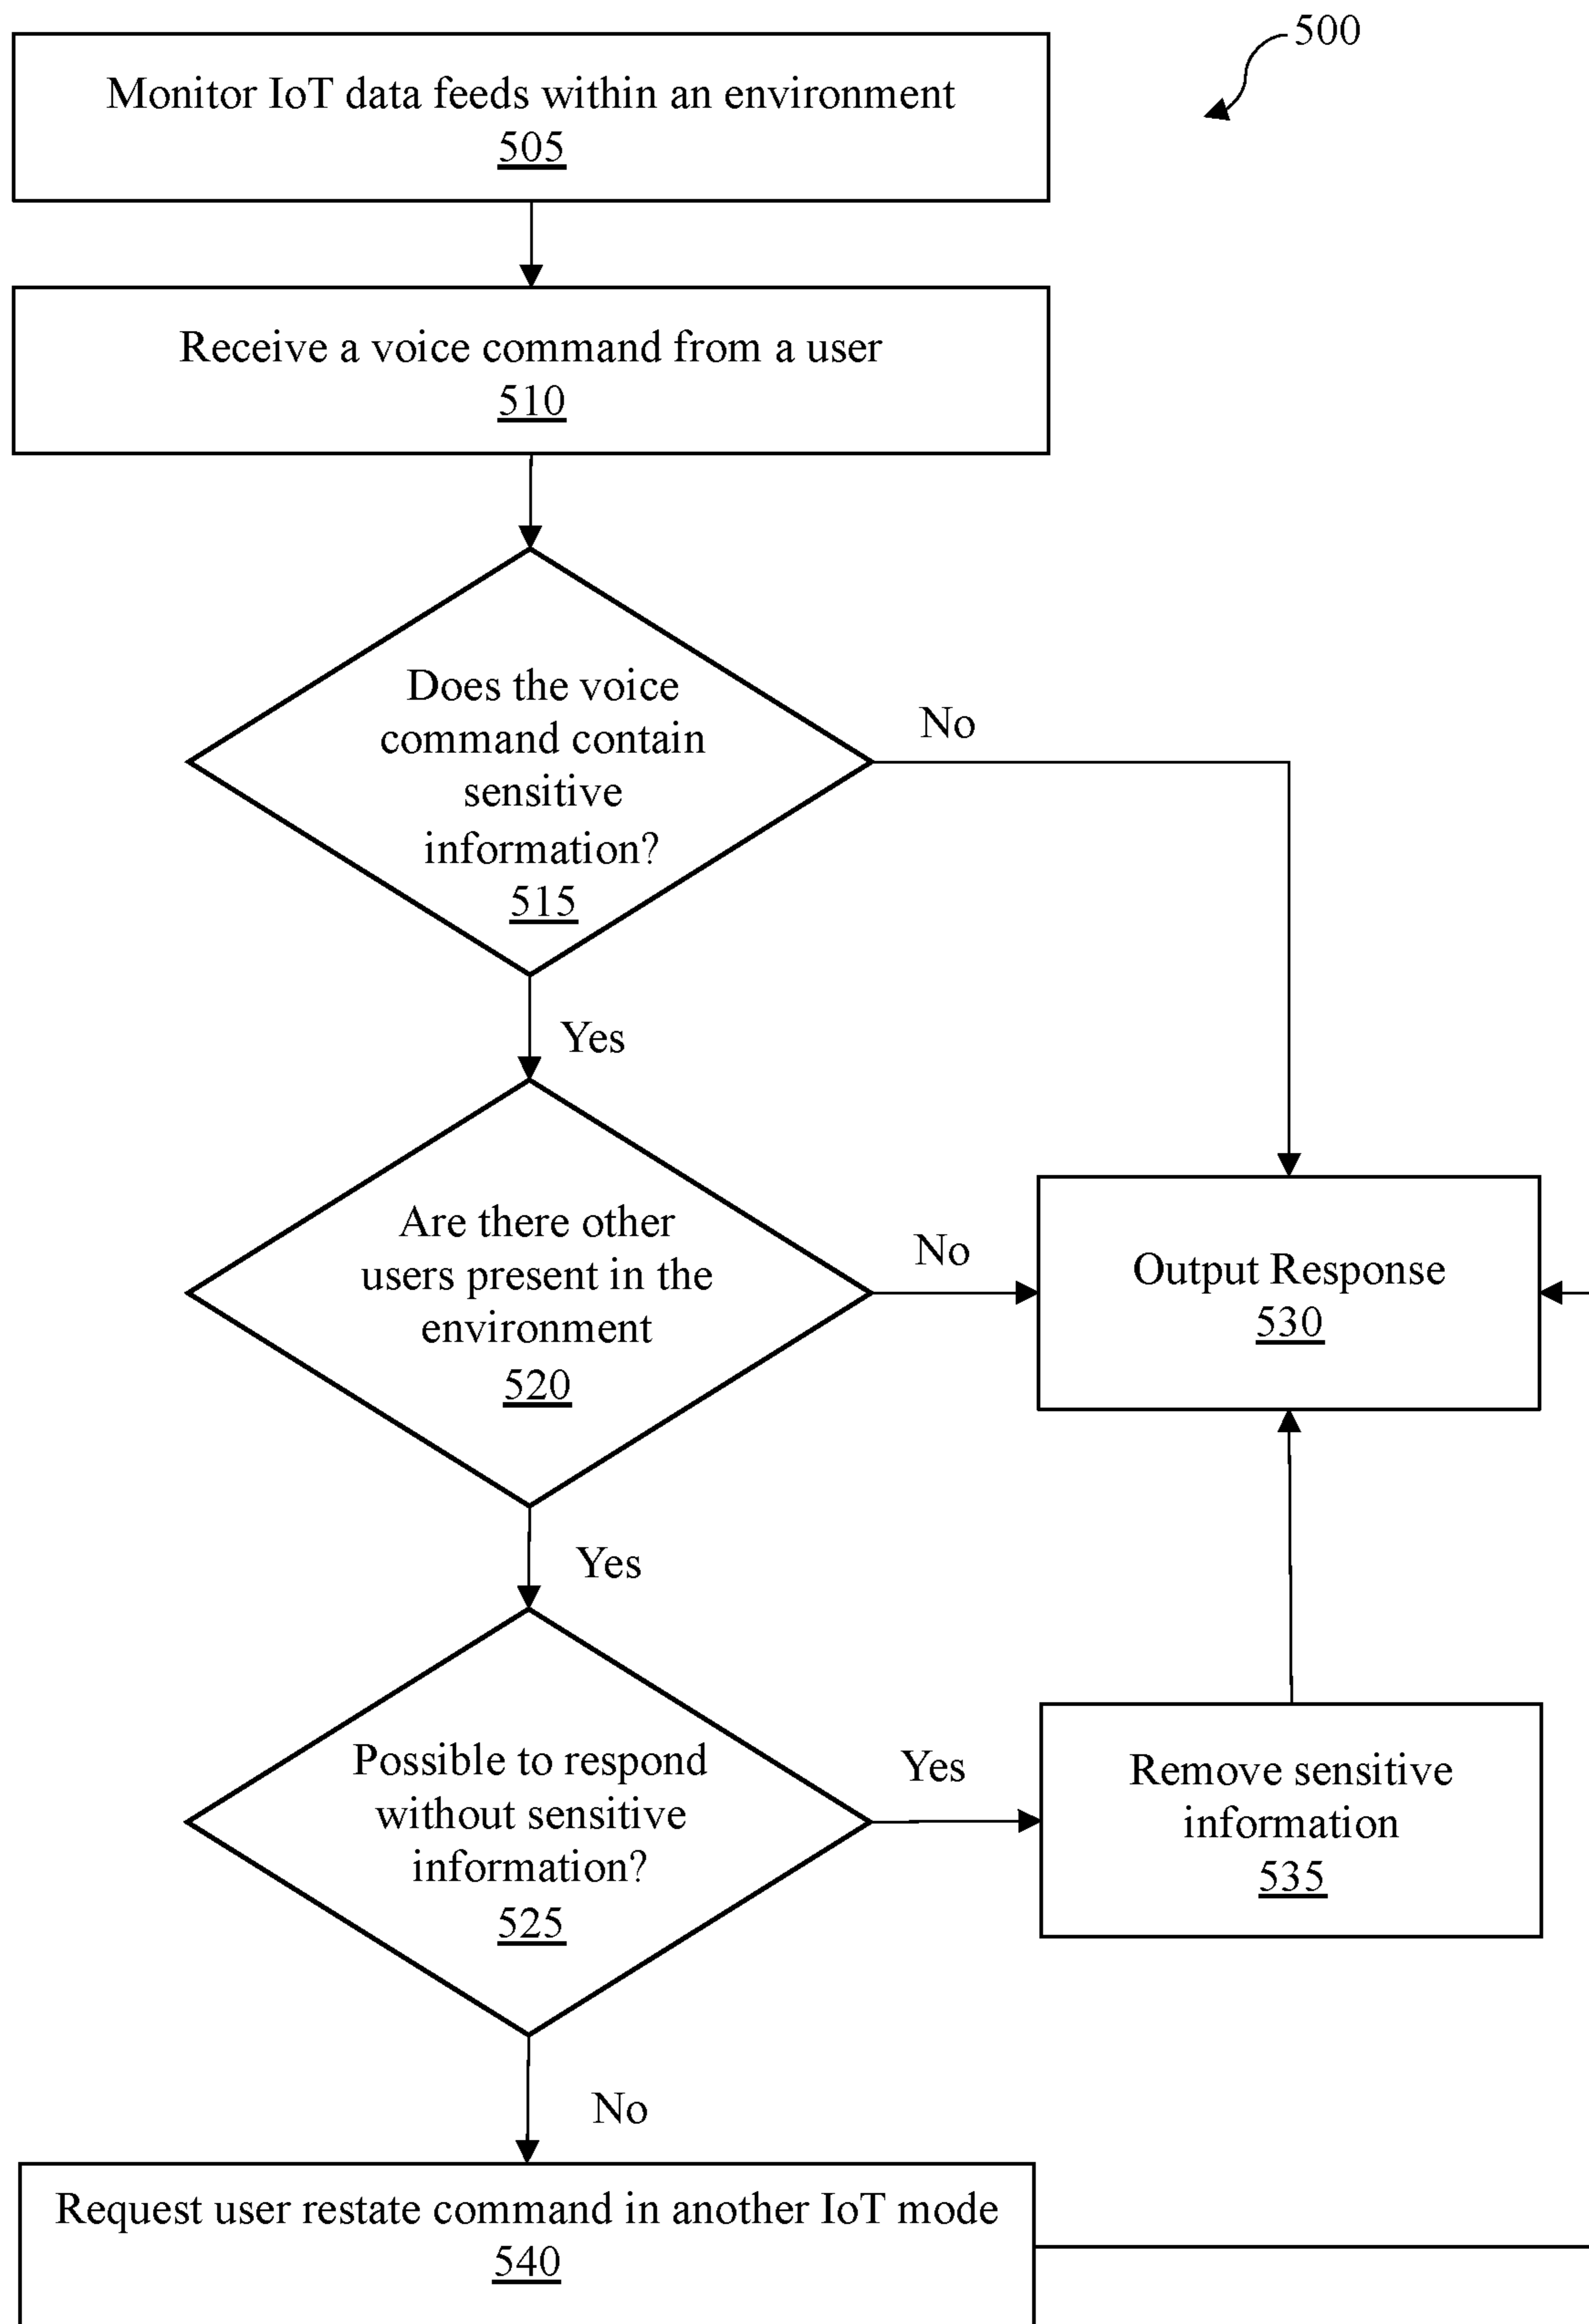 500
Monitor IoT data feeds within an environment
505
Receive a voice command from a user
510
Does the voice
command contain
sensitive
information?
515
No
Yes
Are there other
users present in the
environment
520
No
Output Response
530
Yes
Possible to respond
without sensitive
information?
525
Yes
Remove sensitive
information
535
No
Request user restate command in another IoT mode
540